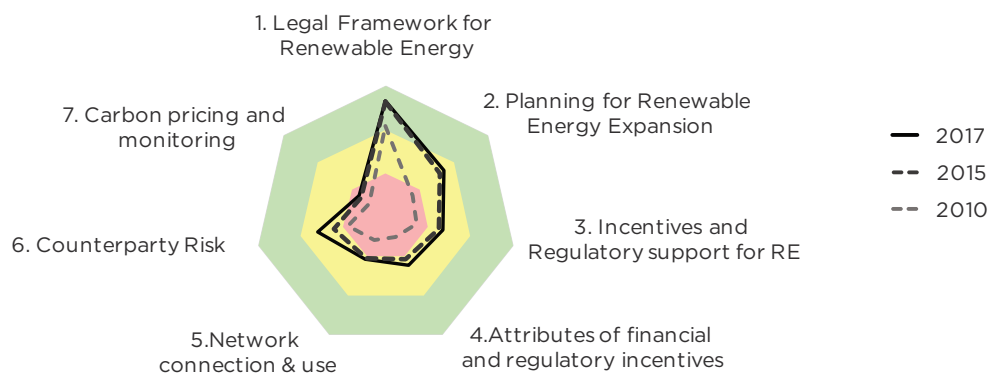 1. Legal Framework for
Renewable Energy
2. Planning for Renewable
Energy Expansion
3. Incentives and
Regulatory support for RE
4.Attributes of financial
and regulatory incentives
5.Network
connection & use
6. Counterparty Risk
7. Carbon pricing and
monitoring
2017
2015
2010